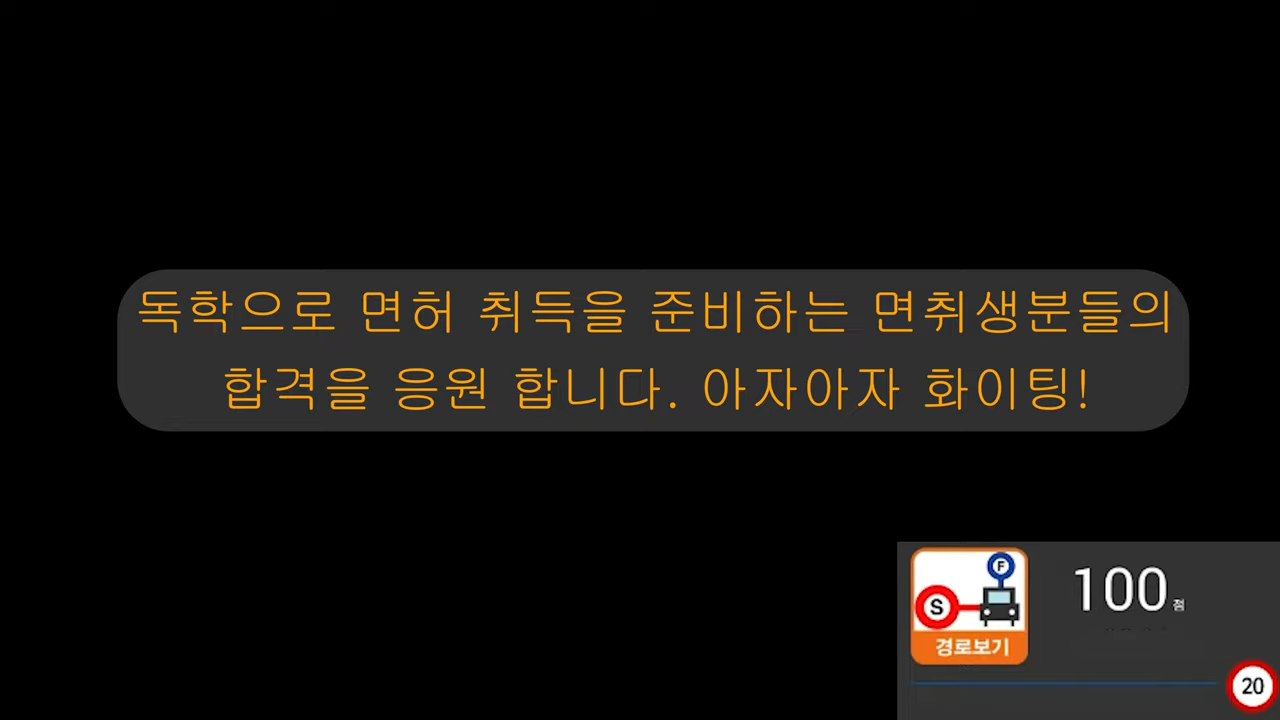 독학으로 면허 취득을 준비하는 면취생분들의
합격을 응원 합니다. 아자아자 화이팅!
F
S
100점
경로보기
20